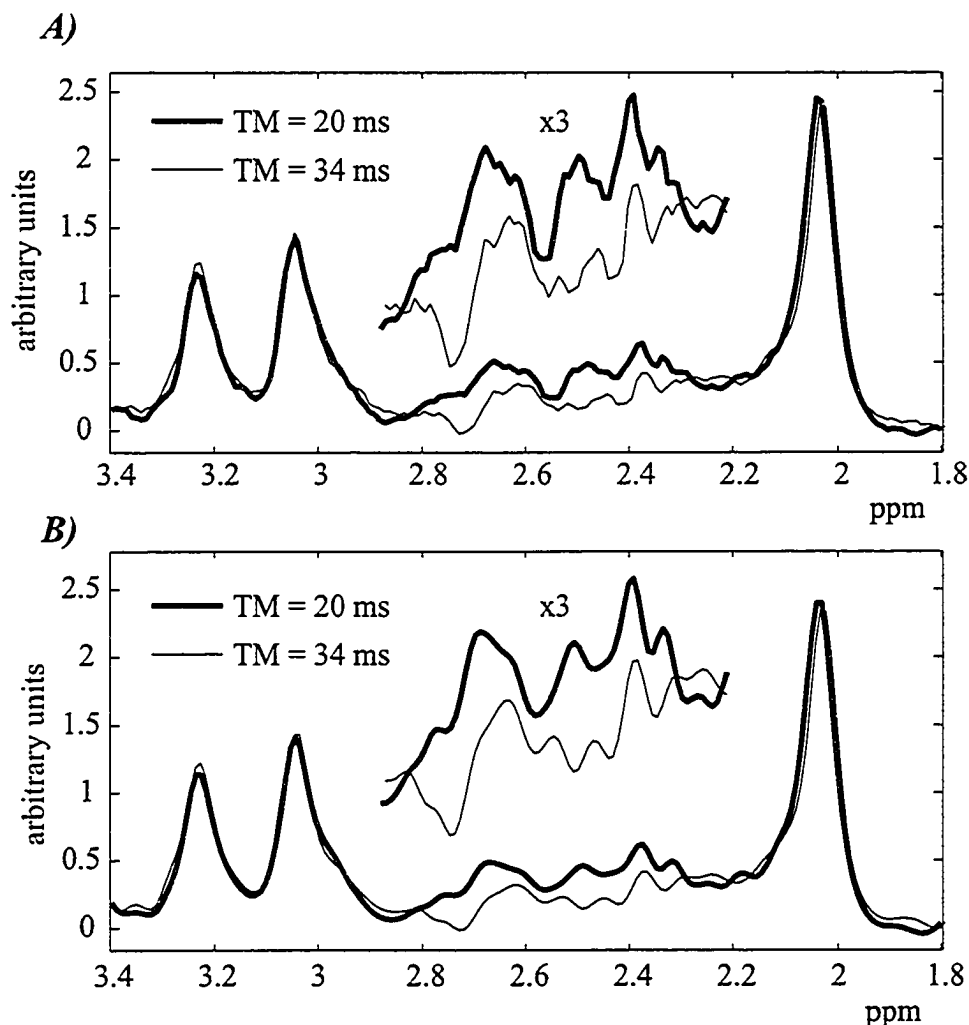 A)
2.5
TM = 20 ms
x3
2
TM = 34 ms
1.5
arbitrary units
1
0.5
0
3.4 3.2 3 2.8 2.6 2.4 2.2 2 1.8
ppm
B)
2.5
TM = 20 ms
x3
2
TM = 34 ms
1.5
arbitrary units
1
0.5
0
3.4 3.2 3 2.8 2.6 2.4 2.2 2 1.8
ppm